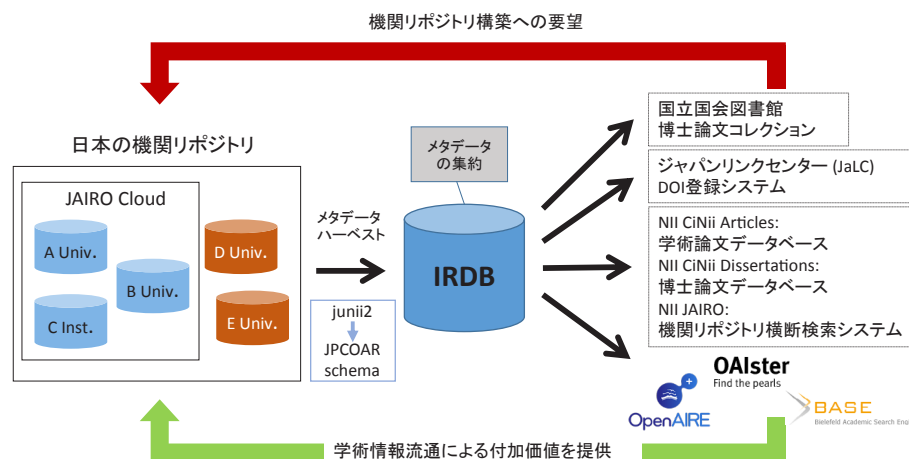 機関リポジトリ構築への要望
日本の機関リポジトリ
JAIRO Cloud
A Univ.
B Univ.
C Inst.
D Univ.
E Univ.
メタデータ
ハーベスト
junii2
JPCOAR
schema
メタデータ
の集約
IRDB
国立国会図書館
博士論文コレクション
ジャパンリンクセンター (JaLC)
DOI登録システム
NII CiNii Articles:
学術論文データベース
NII CiNii Dissertations:
博士論文データベース
NII JAIRO:
機関リポジトリ横断検索システム
OAIster
Find the pearls
OpenAIRE
BASE
Bielefeld Academic Search Eng
学術情報流通による付加価値を提供